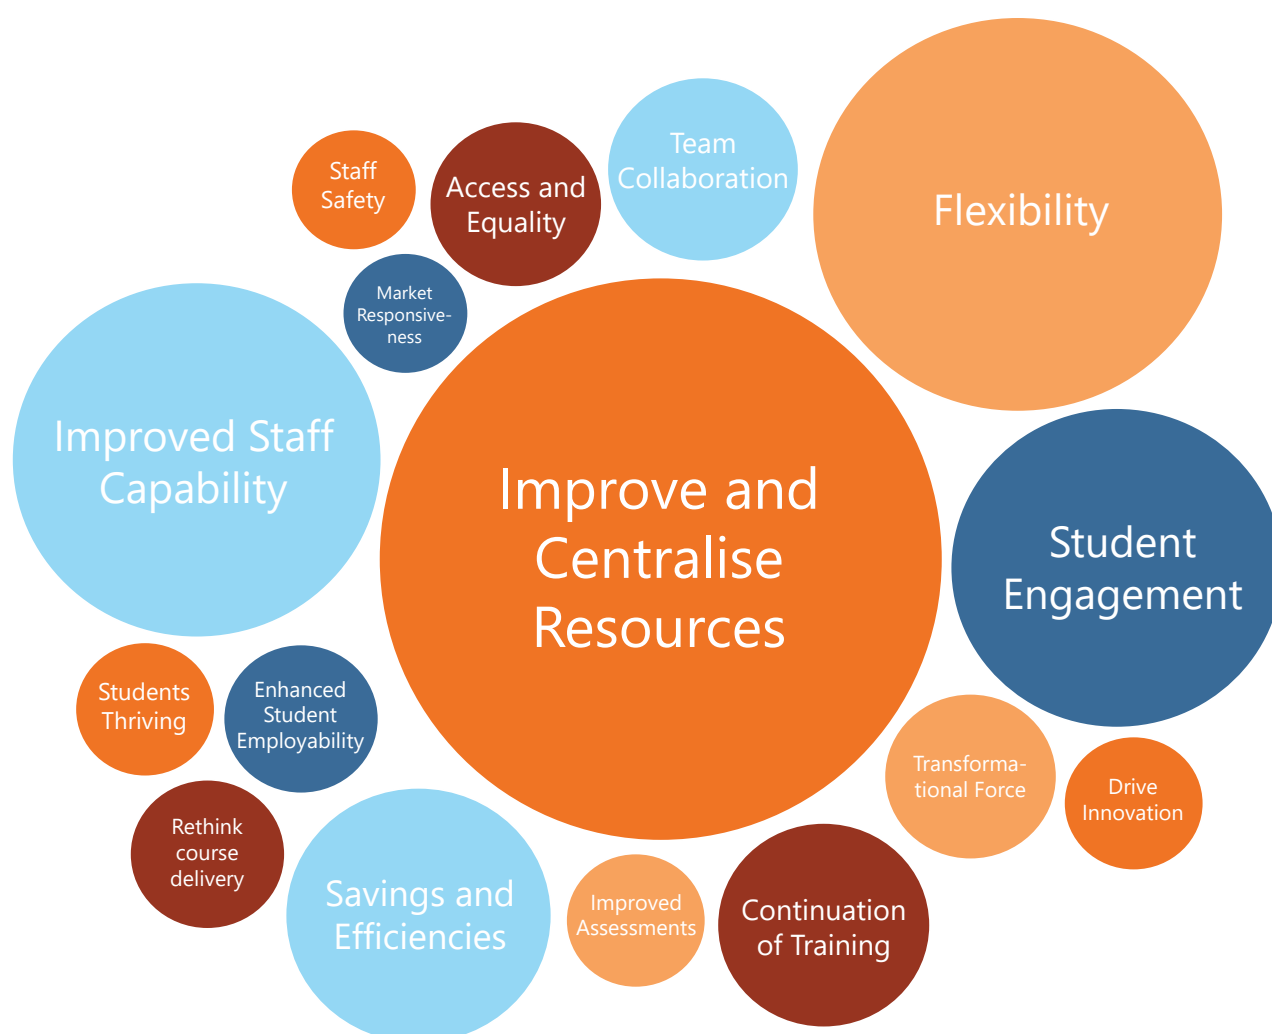 Team
Collaboration
Staff
Safety
Access and
Equality
Flexibility
Market
Responsive-
ness
Improved Staff
Capability
Improve and
Centralise
Resources
Student
Engagement
Students
Thriving
Enhanced
Student
Employability
Transforma-
tional Force
Drive
Innovation
Rethink
course
delivery
Savings and
Efficiencies
Improved
Assessments
Continuation
of Training